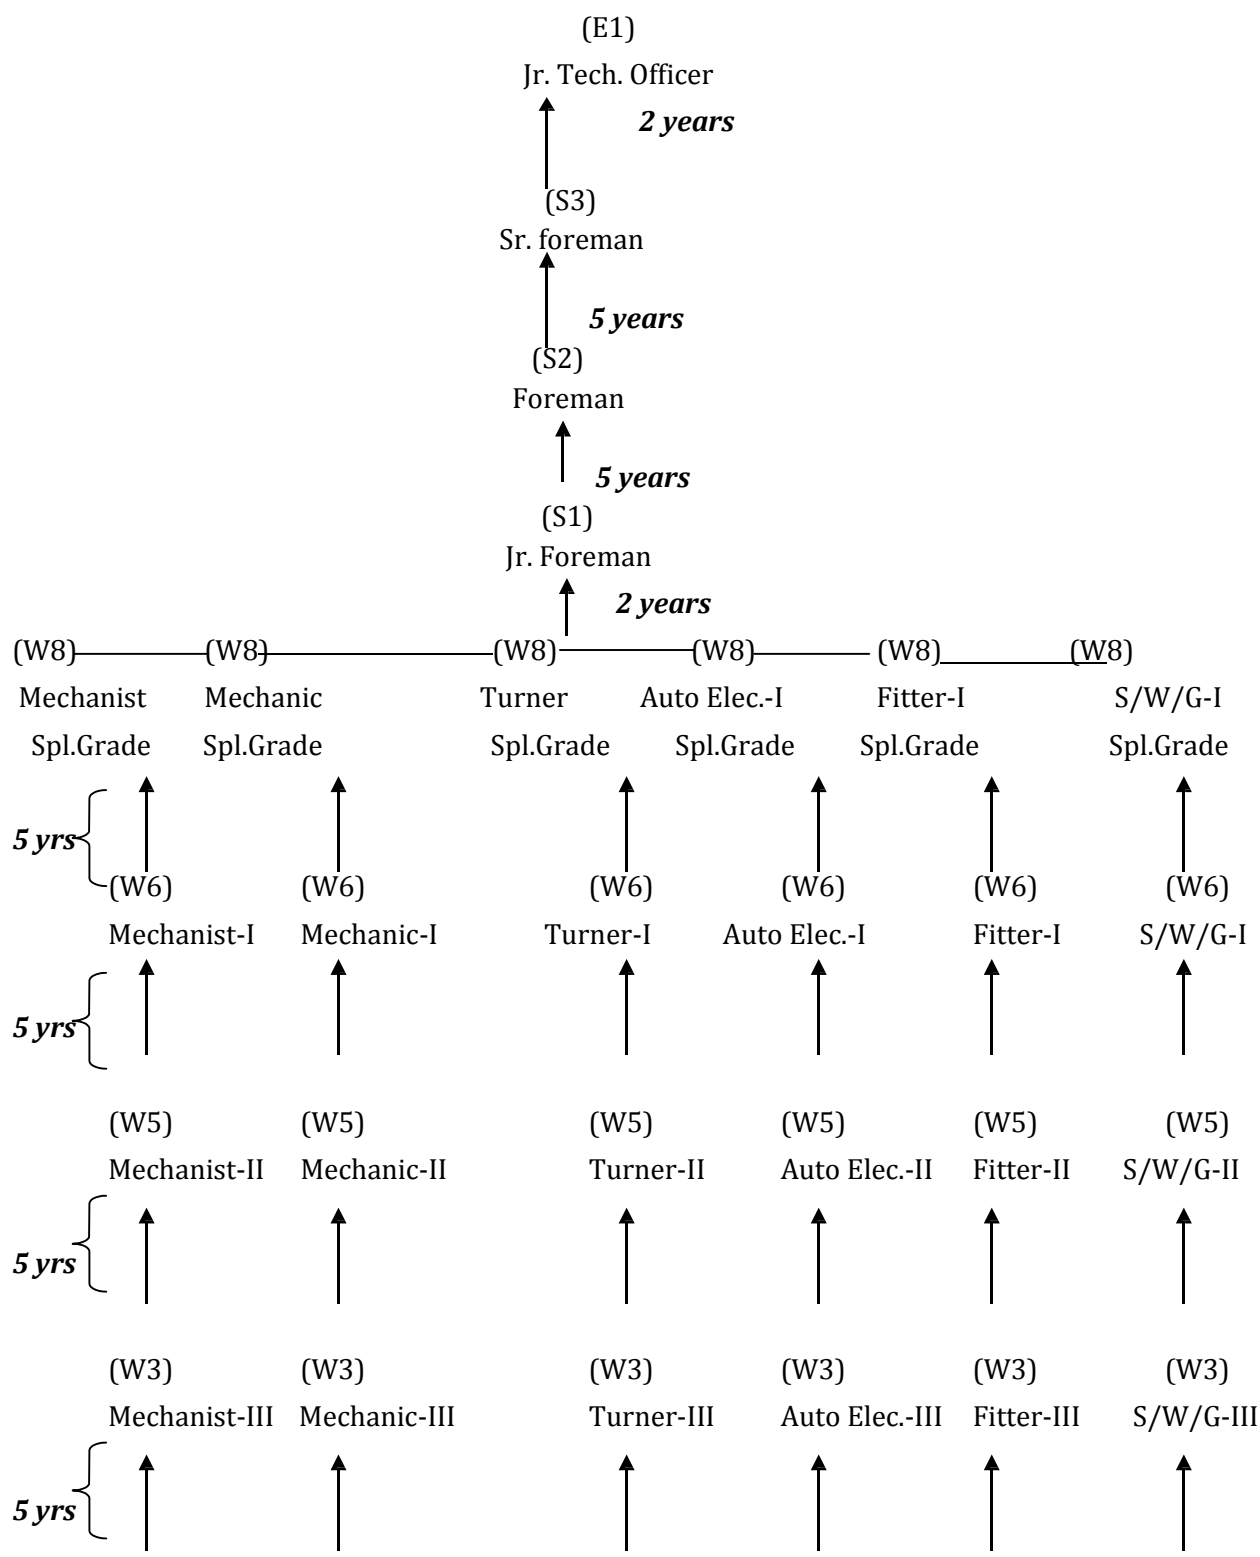 (E1)
Jr. Tech. Officer
2 years
(S3)
Sr. foreman
5 years
(S2)
Foreman
5 years
(S1)
Jr. Foreman
2 years
(W8) (W8) (W8) (W8) (W8) (W8)
Mechanist Mechanic Turner Auto Elec.-I Fitter-I S/W/G-I
Spl.Grade Spl.Grade Spl.Grade Spl.Grade Spl.Grade Spl.Grade
5 yrs
(W6) (W6) (W6) (W6) (W6) (W6)
Mechanist-I Mechanic-I Turner-I Auto Elec.-I Fitter-I S/W/G-I
5 yrs
(W5) (W5) (W5) (W5) (W5) (W5)
Mechanist-II Mechanic-II Turner-II Auto Elec.-II Fitter-II S/W/G-II
5 yrs
(W3) (W3) (W3) (W3) (W3) (W3)
Mechanist-III Mechanic-III Turner-III Auto Elec.-III Fitter-III S/W/G-III
5 yrs